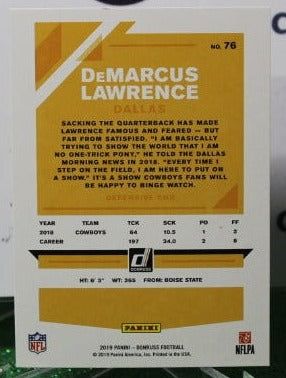 NO. 76
DeMARCUS
LAWRENCE
DALLAS
SACKING THE QUARTERBACK HAS MADE
LAWRENCE FAMOUS AND FEARED — BUT
FAR FROM SATISFIED. "I AM BASICALLY
TRYING TO SHOW THE WORLD THAT I AM
NO ONE-TRICK PONY," HE TOLD THE DALLAS
MORNING NEWS IN 2018. "EVERY TIME I
STEP ON THE FIELD, I AM HERE TO PUT ON
A SHOW." IT'S A SHOW COWBOYS FANS WILL
BE HAPPY TO BINGE WATCH.
DEFENSIVE END
YEAR TEAM TCK SCK PD FF
2018 COWBOYS 64 10.5 1 2
CAREER 197 34.0 2 8
DONRUSS
HT: 6' 3" WT: 265 FROM: BOISE STATE
NFL
PANINI
NFLPA
2019 PANINI – DONRUSS FOOTBALL
© 2019 Panini America, Inc. Printed in the USA.